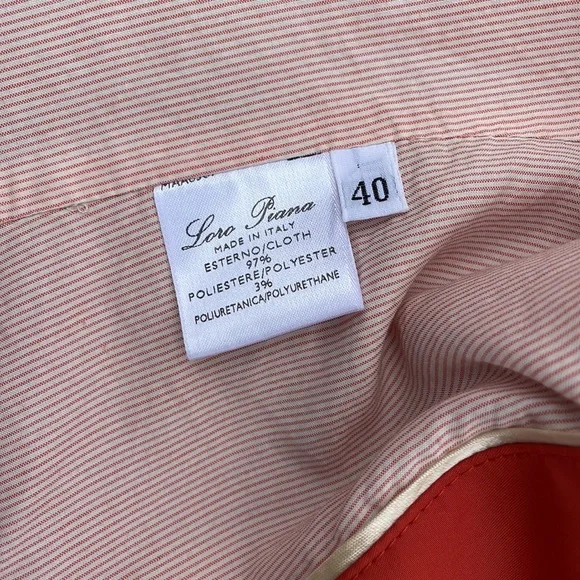 40
Loro Piana
MADE IN ITALY
ESTERNO/CLOTH
97%
POLIESTERE/POLYESTER
3%
POLIURETANICA/POLYURETHANE